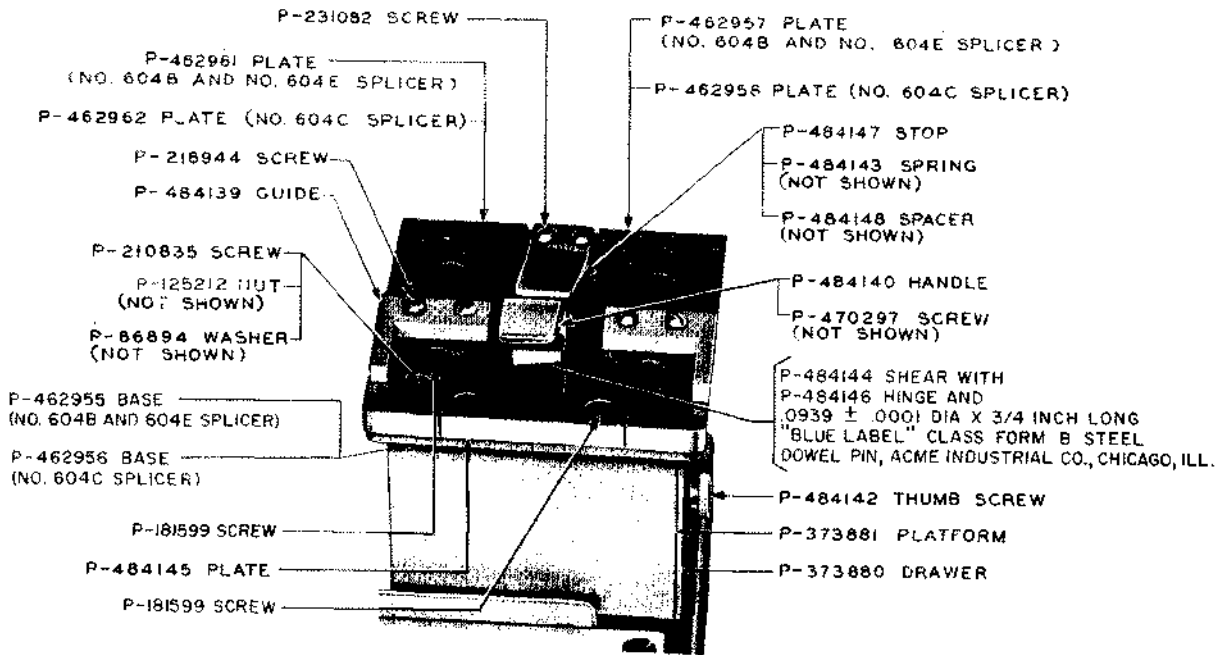 P-231082 SCREW
P-462961 PLATE
(NO. 604B AND NO. 604E SPLICER)
P-462962 PLATE (NO. 604C SPLICER)
P-218944 SCREW
P-484139 GUIDE
P-210835 SCREW
P-125212 NUT
(NOT SHOWN)
P-86894 WASHER
(NOT SHOWN)
P-462955 BASE
(NO. 604B AND 604E SPLICER)
P-462956 BASE
(NO. 604C SPLICER)
P-181599 SCREW
P-484145 PLATE
P-181599 SCREW
P-462957 PLATE
(NO. 604B AND NO. 604E SPLICER)
P-462958 PLATE (NO. 604C SPLICER)
P-484147 STOP
P-484143 SPRING
(NOT SHOWN)
P-484148 SPACER
(NOT SHOWN)
P-484140 HANDLE
P-470297 SCREW
(NOT SHOWN)
P-484144 SHEAR WITH
P-484146 HINGE AND
.0939 ± .0001 DIA X 3/4 INCH LONG
"BLUE LABEL" CLASS FORM B STEEL
DOWEL PIN, ACME INDUSTRIAL CO., CHICAGO, ILL.
P-484142 THUMB SCREW
P-373881 PLATFORM
P-373880 DRAWER